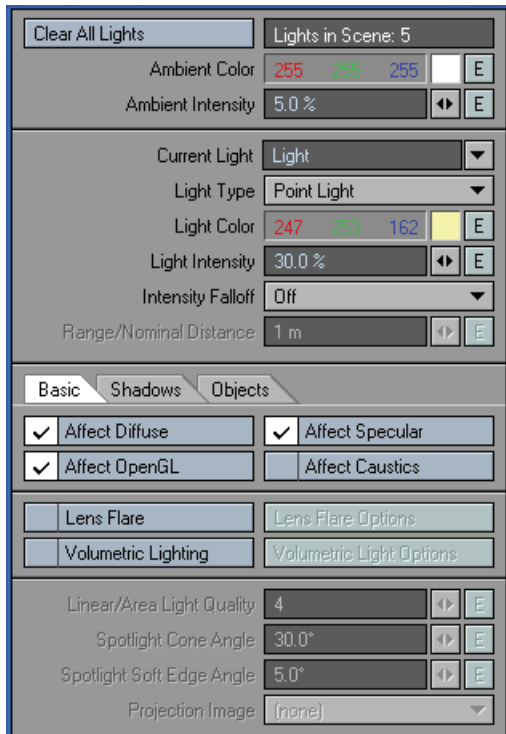 Clear All Lights Lights in Scene: 5
Ambient Color 255 255 255 E
Ambient Intensity 5.0 % E
Current Light Light
Light Type Point Light
Light Color 247 253 162 E
Light Intensity 30.0 % E
Intensity Falloff Off
Range/Nominal Distance 1 m E
Basic Shadows Objects
Affect Diffuse Affect Specular
Affect OpenGL Affect Caustics
Lens Flare Lens Flare Options
Volumetric Lighting Volumetric Light Options
Linear/Area Light Quality 4 E
Spotlight Cone Angle 30.0° E
Spotlight Soft Edge Angle 5.0° E
Projection Image (none)